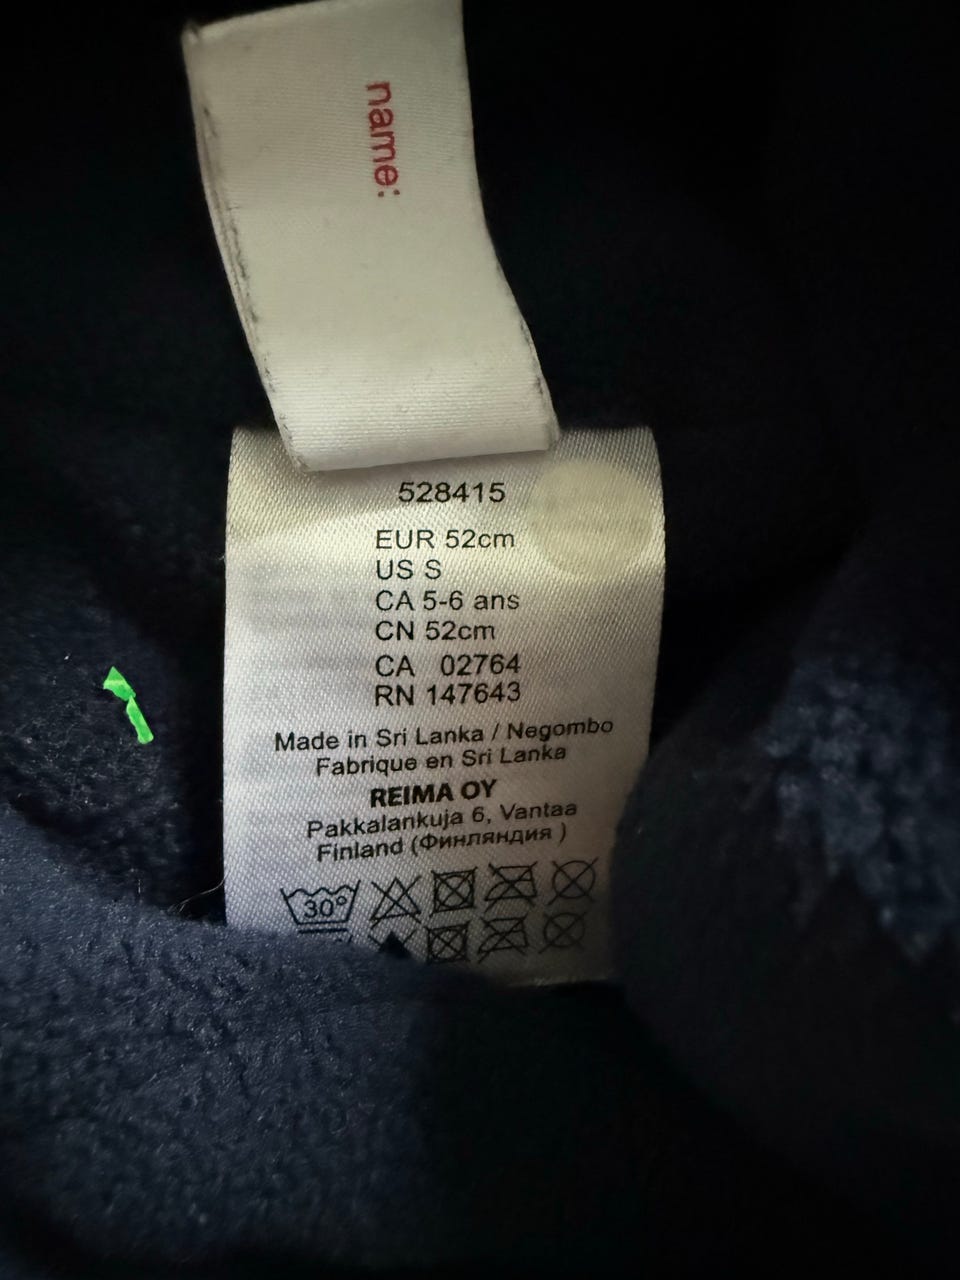 name:
528415
EUR 52cm
US S
CA 5-6 ans
CN 52cm
CA 02764
RN 147643
Made in Sri Lanka / Negombo
Fabrique en Sri Lanka
REIMA OY
Pakkalankuja 6, Vantaa
Finland (Финляндия )
30°